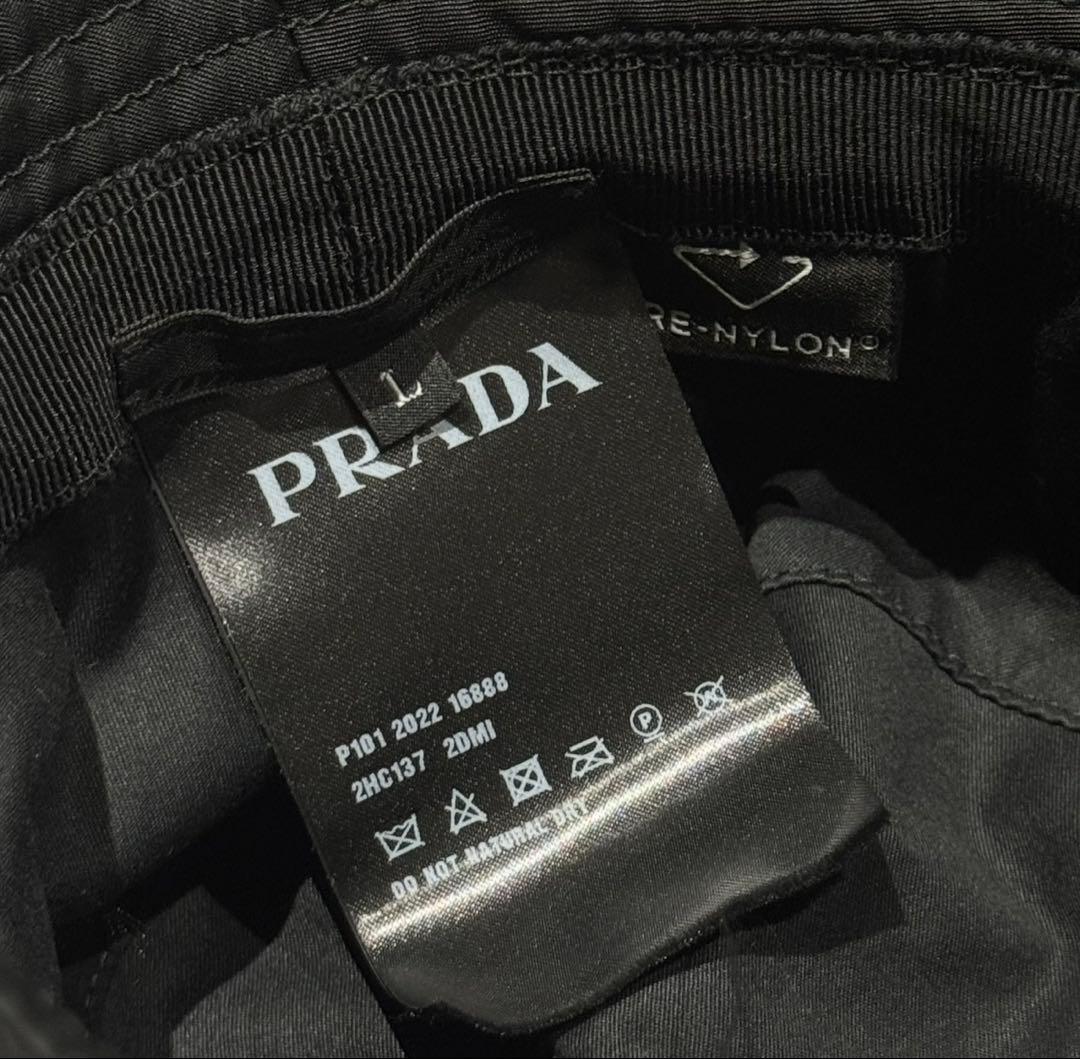 RE-NYLON®
L
PRADA
P101 2022 16888
2HC137 2DMI
P
DO NOT NATURAL DRY